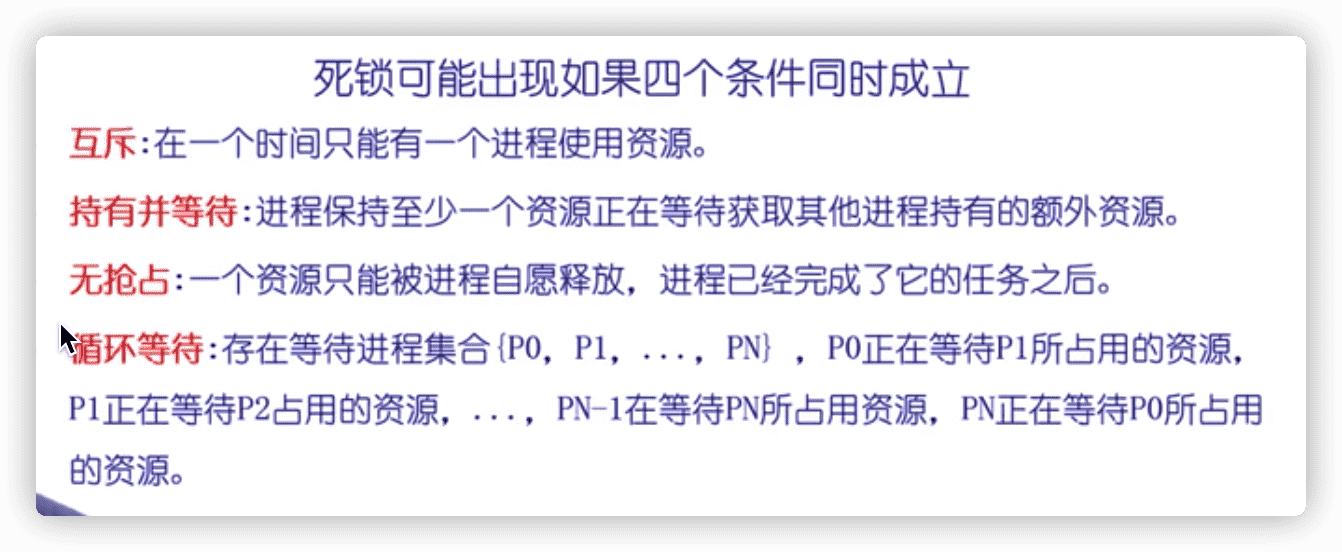 死锁可能出现如果四个条件同时成立
互斥:在一个时间只能有一个进程使用资源。
持有并等待:进程保持至少一个资源正在等待获取其他进程持有的额外资源。
无抢占:一个资源只能被进程自愿释放，进程已经完成了它的任务之后。
循环等待:存在等待进程集合{P0，P1，...，PN}，P0正在等待P1所占用的资源，
P1正在等待P2占用的资源，...，PN-1在等待PN所占用资源，PN正在等待P0所占用
的资源。